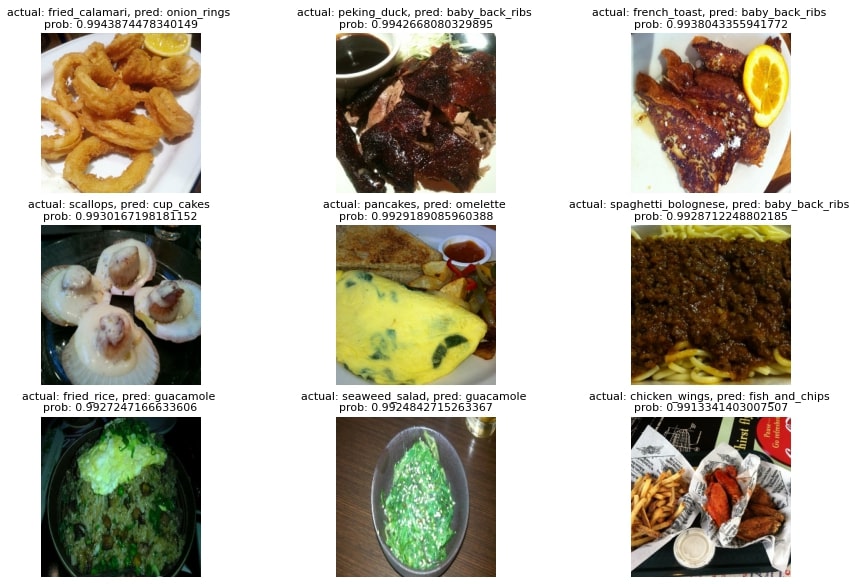 actual: fried_calamari, pred: onion_rings
prob: 0.9943874478340149
actual: peking_duck, pred: baby_back_ribs
prob: 0.9942668080329895
actual: french_toast, pred: baby_back_ribs
prob: 0.9938043355941772
actual: scallops, pred: cup_cakes
prob: 0.9930167198181152
actual: pancakes, pred: omelette
prob: 0.9929189085960388
actual: spaghetti_bolognese, pred: baby_back_ribs
prob: 0.9928712248802185
actual: fried_rice, pred: guacamole
prob: 0.9927247166633606
actual: seaweed_salad, pred: guacamole
prob: 0.9924842715263367
actual: chicken_wings, pred: fish_and_chips
prob: 0.9913341403007507